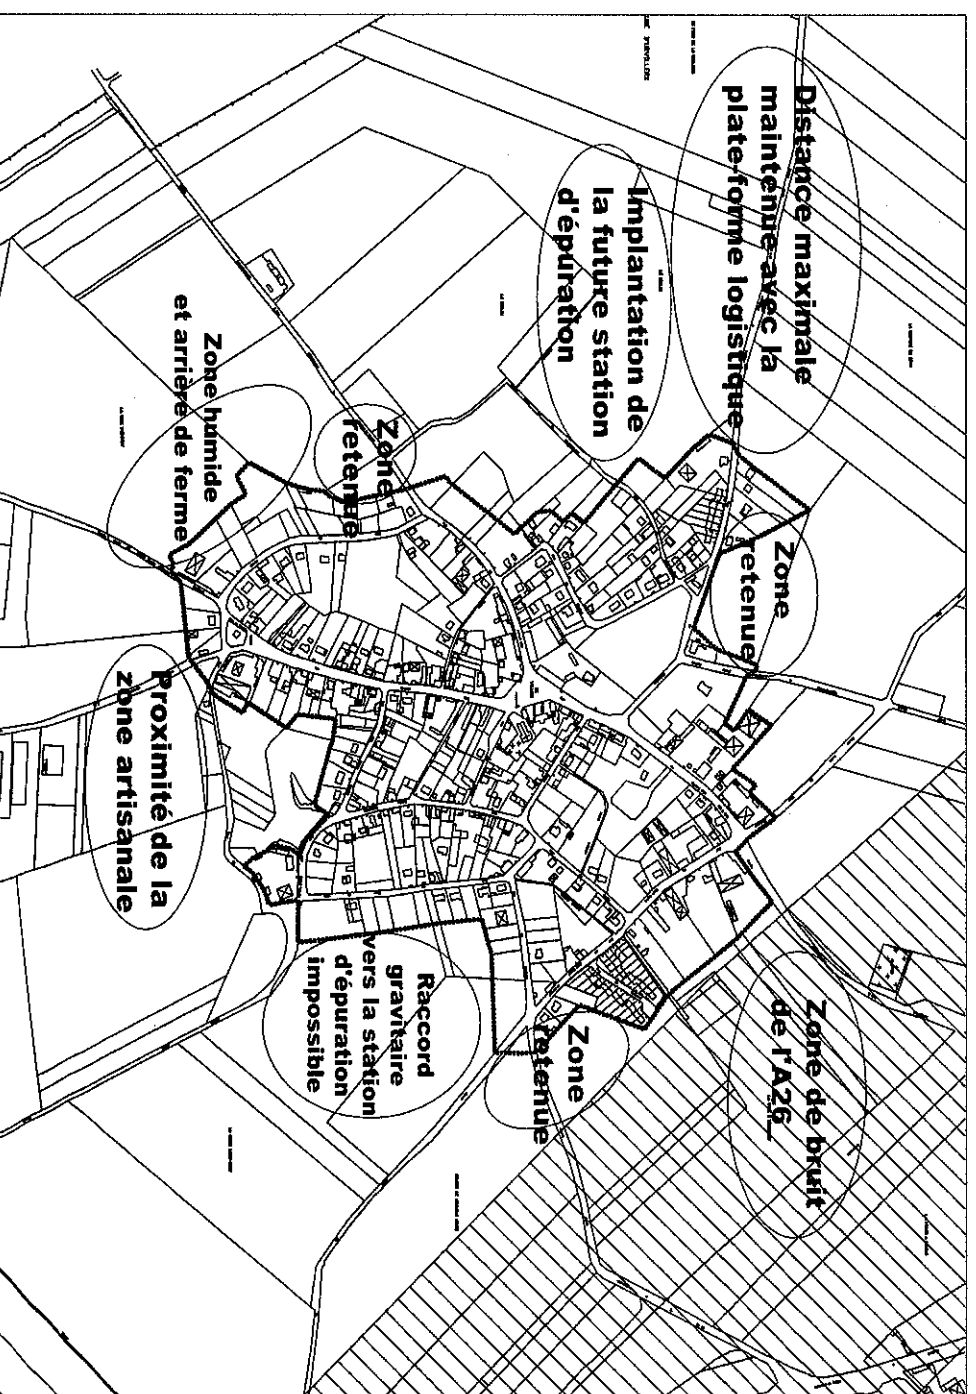 Distance maximale
maintenue avec la
plate-forme logistique
Implantation de
la future station
d'épuration
Zone
retenue
Zone humide
et arrière de ferme
Zone
retenue
Proximité de la
zone artisanale
Raccord
gravitaire
vers la station
d'épuration
impossible
Zone
retenue
Zone de bruit
de l'A26